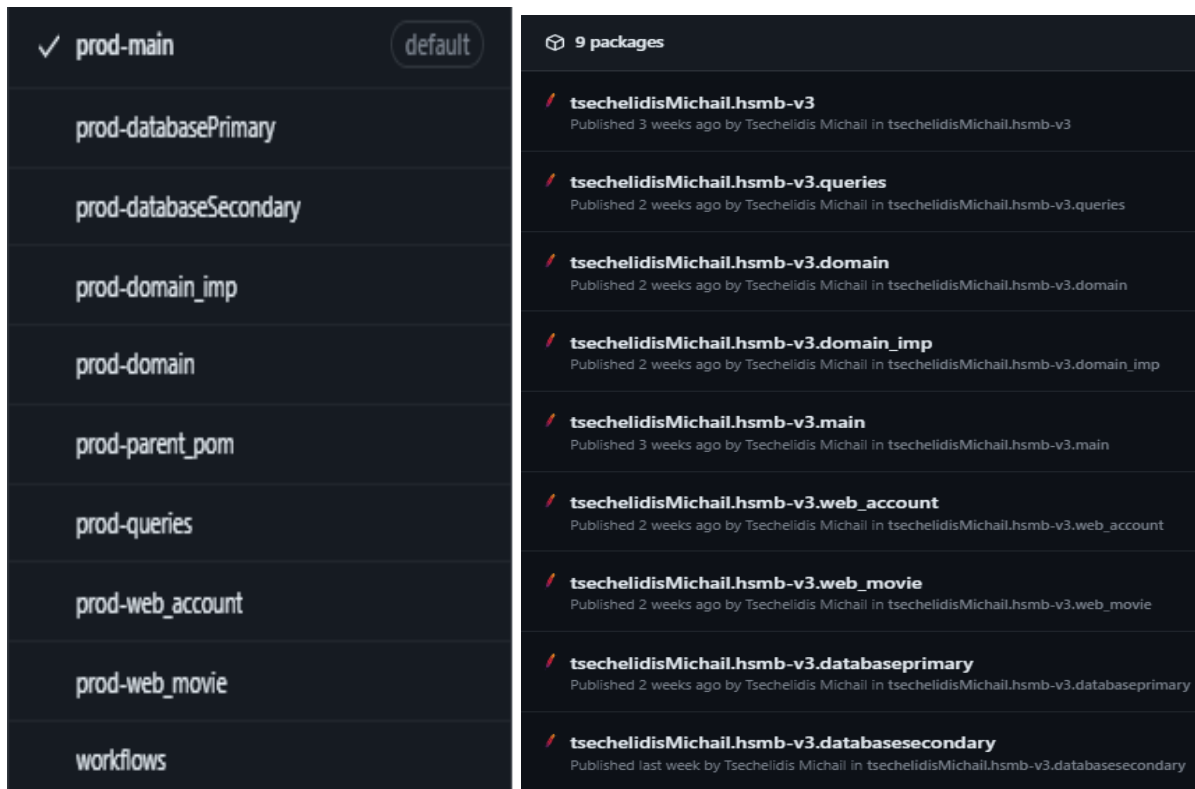 prod-main
default
prod-databasePrimary
prod-databaseSecondary
prod-domain_imp
prod-domain
prod-parent_pom
prod-queries
prod-web_account
prod-web_movie
workflows
9 packages
tsechelidisMichail.hsmb-v3
Published 3 weeks ago by Tsechelidis Michail in tsechelidisMichail.hsmb-v3
tsechelidisMichail.hsmb-v3.queries
Published 2 weeks ago by Tsechelidis Michail in tsechelidisMichail.hsmb-v3.queries
tsechelidisMichail.hsmb-v3.domain
Published 2 weeks ago by Tsechelidis Michail in tsechelidisMichail.hsmb-v3.domain
tsechelidisMichail.hsmb-v3.domain_imp
Published 2 weeks ago by Tsechelidis Michail in tsechelidisMichail.hsmb-v3.domain_imp
tsechelidisMichail.hsmb-v3.main
Published 3 weeks ago by Tsechelidis Michail in tsechelidisMichail.hsmb-v3.main
tsechelidisMichail.hsmb-v3.web_account
Published 2 weeks ago by Tsechelidis Michail in tsechelidisMichail.hsmb-v3.web_account
tsechelidisMichail.hsmb-v3.web_movie
Published 2 weeks ago by Tsechelidis Michail in tsechelidisMichail.hsmb-v3.web_movie
tsechelidisMichail.hsmb-v3.databaseprimary
Published 2 weeks ago by Tsechelidis Michail in tsechelidisMichail.hsmb-v3.databaseprimary
tsechelidisMichail.hsmb-v3.databasesecondary
Published last week by Tsechelidis Michail in tsechelidisMichail.hsmb-v3.databasesecondary